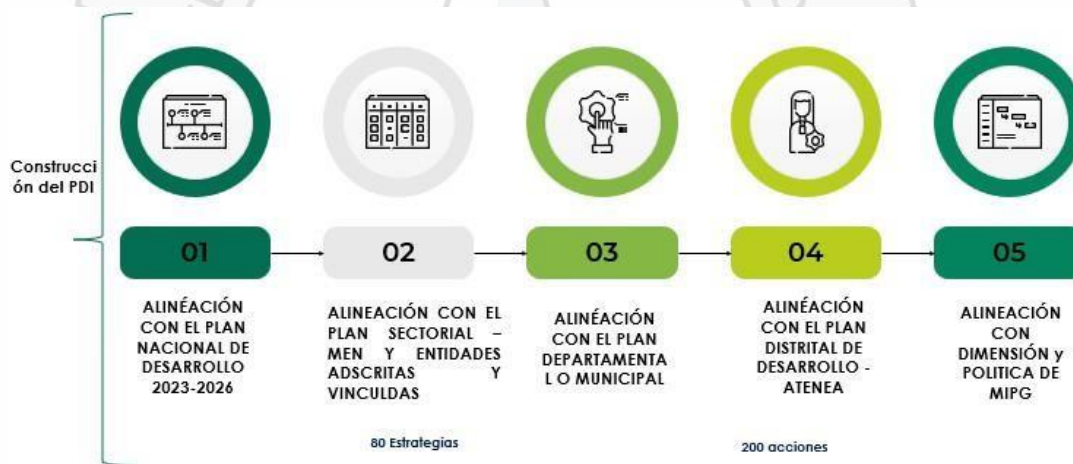 Construcci
ón del PDI
01
02
03
04
05
ALINÉACIÓN
CON EL PLAN
NACIONAL DE
DESARROLLO
2023-2026
ALINEACIÓN CON EL
PLAN SECTORIAL –
MEN Y ENTIDADES
ADSCRITAS Y
VINCULDAS
ALINÉACIÓN
CON EL PLAN
DEPARTAMENTA
L O MUNICIPAL
ALINÉACIÓN
CON EL PLAN
DISTRITAL DE
DESARROLLO -
ATENEA
ALINEACIÓN
CON
DIMENSIÓN y
POLITICA DE
MIPG
80 Estrategias
200 acciones